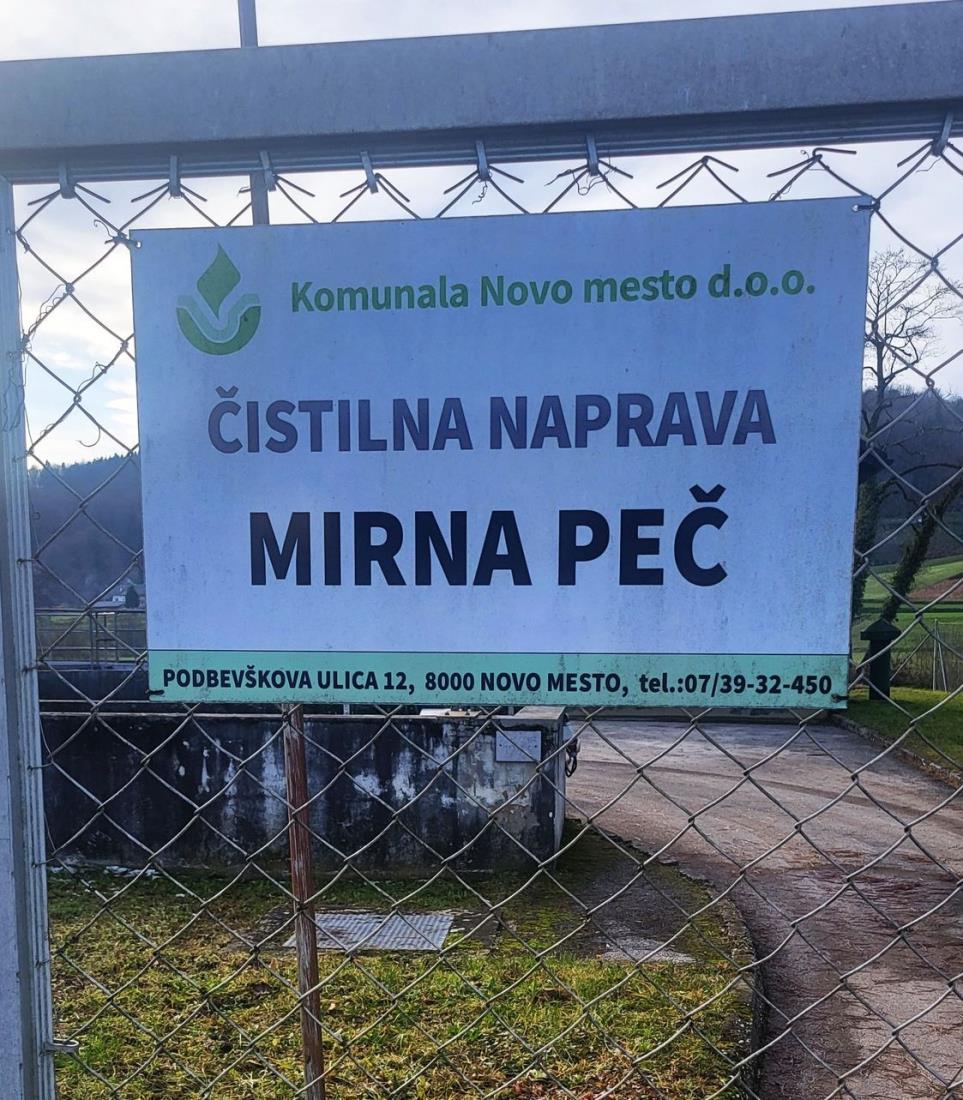 Komunala Novo mesto d.o.o.
ČISTILNA NAPRAVA
MIRNA PEČ
PODBEVŠKOVA ULICA 12, 8000 NOVO MESTO, tel.:07/39-32-450